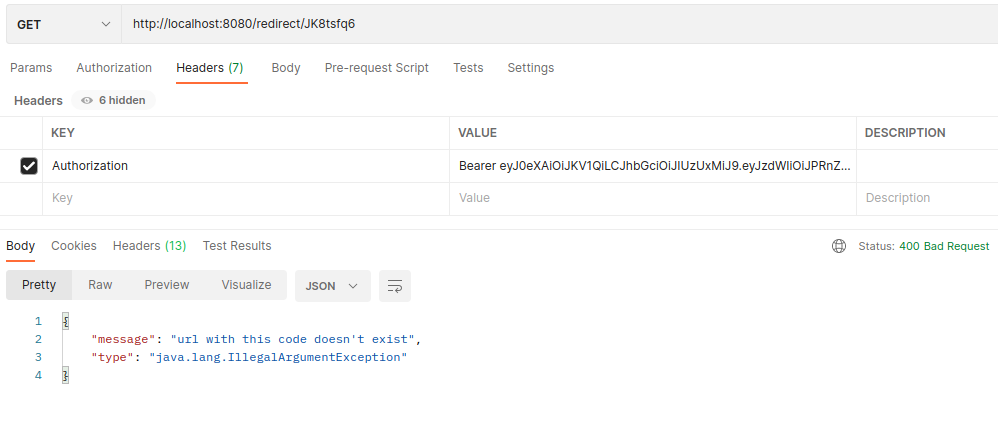 GET http://localhost:8080/redirect/JK8tsfq6
Params Authorization Headers (7) Body Pre-request Script Tests Settings
Headers 6 hidden
KEY VALUE DESCRIPTION
Authorization Bearer eyJ0eXAiOiJKV1QiLCJhbGciOiJIUzUxMiJ9.eyJzdWIiOiJPRnZ...
Key Value Description
Body Cookies Headers (13) Test Results Status: 400 Bad Request
Pretty Raw Preview Visualize JSON
1 {
2 "message": "url with this code doesn't exist",
3 "type": "java.lang.IllegalArgumentException"
4 }